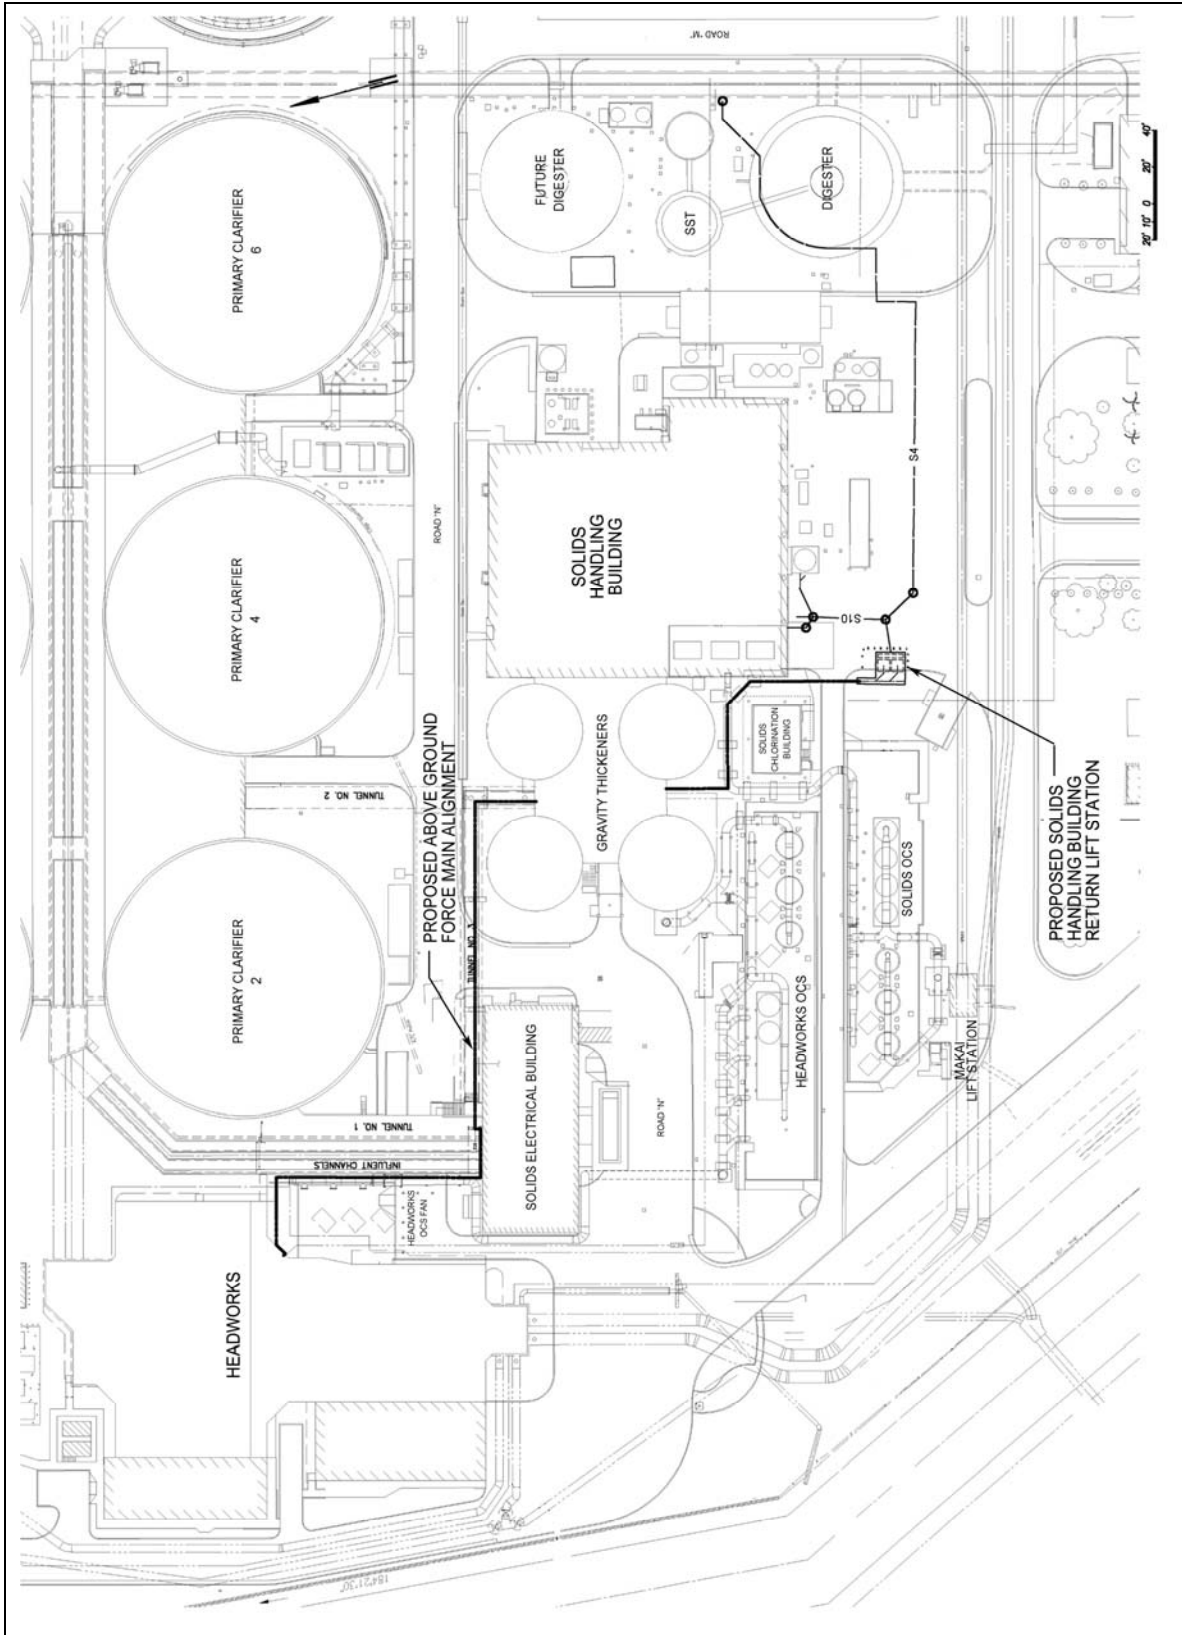 ROAD 'M'
PRIMARY CLARIFIER
6
FUTURE
DIGESTER
SST
DIGESTER
40'
20'
0
10'
20'
ROAD 'N'
PRIMARY CLARIFIER
4
SOLIDS
HANDLING
BUILDING
S4
S10
PROPOSED ABOVE GROUND
FORCE MAIN ALIGNMENT
GRAVITY THICKENERS
SOLIDS
CHLORINATION
BUILDING
TUNNEL NO. 2
PRIMARY CLARIFIER
2
TUNNEL NO. 3
SOLIDS OCS
PROPOSED SOLIDS
HANDLING BUILDING
RETURN LIFT STATION
HEADWORKS OCS
MAKAI
LIFT STATION
SOLIDS ELECTRICAL BUILDING
ROAD 'N'
TUNNEL NO. 1
INFLUENT CHANNELS
HEADWORKS
OCS FAN
HEADWORKS
184°21'30"